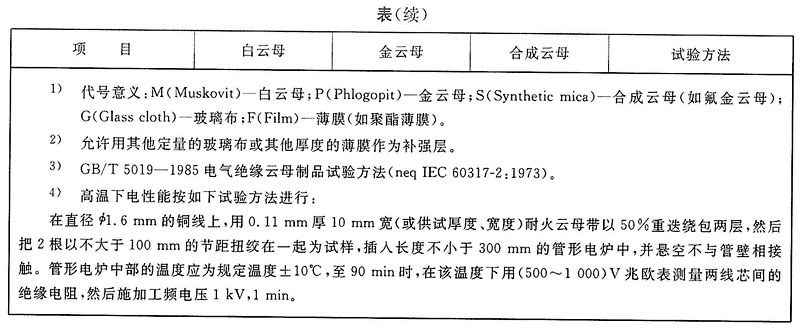 表(续)
项 目 白云母 金云母 合成云母 试验方法
1) 代号意义:M(Muskovit)—白云母;P(Phlogopit)—金云母;S(Synthetic mica)—合成云母(如氟金云母);
G(Glass cloth)—玻璃布;F(Film)—薄膜(如聚酯薄膜)。
2) 允许用其他定量的玻璃布或其他厚度的薄膜作为补强层。
3) GB/T 5019—1985 电气绝缘云母制品试验方法(neq IEC 60317-2:1973)。
4) 高温下电性能按如下试验方法进行:
在直径 ϕ1.6 mm 的铜线上,用 0.11 mm 厚 10 mm 宽(或供试厚度、宽度)耐火云母带以 50%重迭绕包两层,然后
把 2 根以不大于 100 mm 的节距扭绞在一起为试样,插入长度不小于 300 mm 的管形电炉中,并悬空不与管壁相接
触。管形电炉中部的温度应为规定温度±10℃,至 90 min 时,在该温度下用(500～1 000)V 兆欧表测量两线芯间的
绝缘电阻,然后施加工频电压 1 kV,1 min。